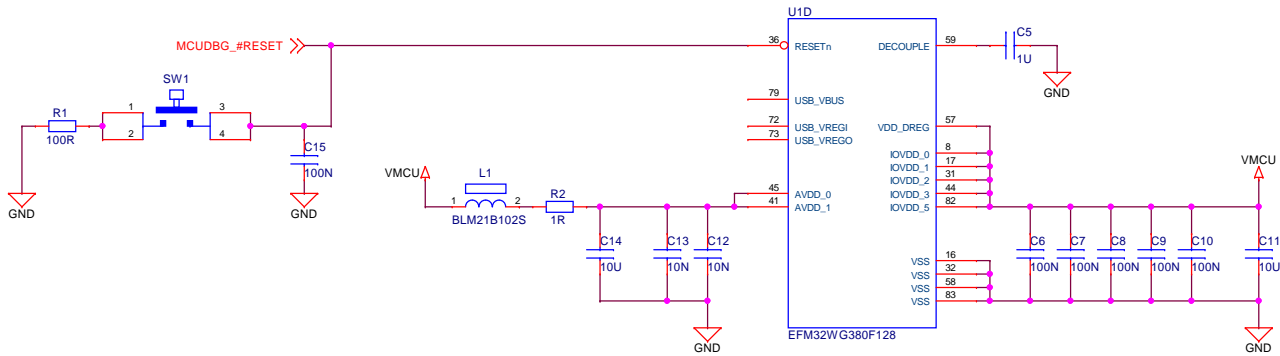 U1D
MCUDBG_#RESET
36
RESETn
DECOUPLE
59
C5
1U
GND
SW1
R1
100R
1
2
3
4
C15
100N
GND
GND
79
USB_VBUS
72
USB_VREGI
73
USB_VREGO
VDD_DREG
57
IOVDD_0
8
IOVDD_1
17
IOVDD_2
31
IOVDD_3
44
IOVDD_5
82
VMCU
VMCU
L1
1
2
BLM21B102S
R2
1R
45
AVDD_0
41
AVDD_1
C14
10U
C13
10N
C12
10N
GND
VSS
16
VSS
32
VSS
58
VSS
83
C6
100N
C7
100N
C8
100N
C9
100N
C10
100N
C11
10U
GND
EFM32WG380F128